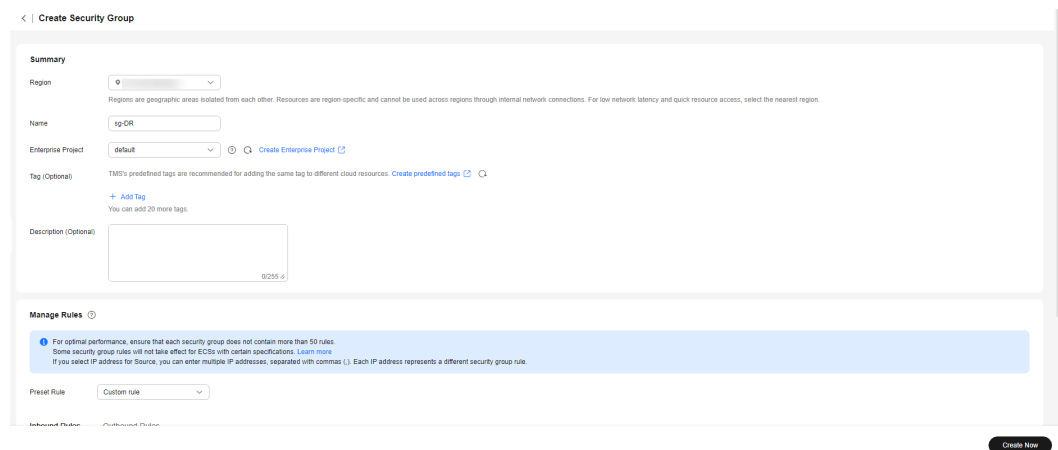 Create Security Group
Summary
Region
Regions are geographic areas isolated from each other. Resources are region-specific and cannot be used across regions through internal network connections. For low network latency and quick resource access, select the nearest region.
Name sg-DR
Enterprise Project default Create Enterprise Project
Tag (Optional) TMS's predefined tags are recommended for adding the same tag to different cloud resources. Create predefined tags
+ Add Tag
You can add 20 more tags.
Description (Optional)
0/255
Manage Rules
For optimal performance, ensure that each security group does not contain more than 50 rules.
Some security group rules will not take effect for ECSs with certain specifications. Learn more
If you select IP address for Source, you can enter multiple IP addresses, separated with commas (,). Each IP address represents a different security group rule.
Preset Rule Custom rule
Inbound Rules Outbound Rules
Create Now